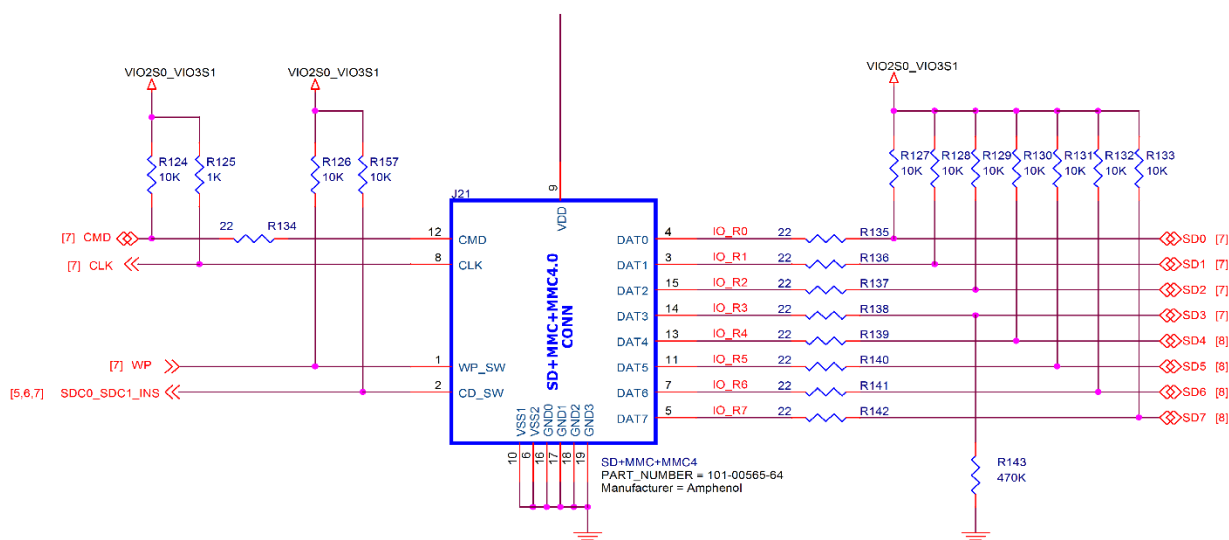 VIO2S0_VIO3S1
VIO2S0_VIO3S1
VIO2S0_VIO3S1
R124
10K
R125
1K
R126
10K
R157
10K
R127
10K
R128
10K
R129
10K
R130
10K
R131
10K
R132
10K
R133
10K
J21
9
VDD
[7] CMD
22
R134
12
CMD
[7] CLK
8
CLK
[7] WP
1
WP_SW
[5,6,7] SDC0_SDC1_INS
2
CD_SW
SD+MMC+MMC4.0
CONN
DAT0
4
IO_R0
22
R135
SD0 [7]
DAT1
3
IO_R1
22
R136
SD1 [7]
DAT2
15
IO_R2
22
R137
SD2 [7]
DAT3
14
IO_R3
22
R138
SD3 [7]
DAT4
13
IO_R4
22
R139
SD4 [8]
DAT5
11
IO_R5
22
R140
SD5 [8]
DAT6
7
IO_R6
22
R141
SD6 [8]
DAT7
5
IO_R7
22
R142
SD7 [8]
VSS1
VSS2
GND0
GND1
GND2
GND3
10
6
16
17
18
19
SD+MMC+MMC4
PART_NUMBER = 101-00565-64
Manufacturer = Amphenol
R143
470K